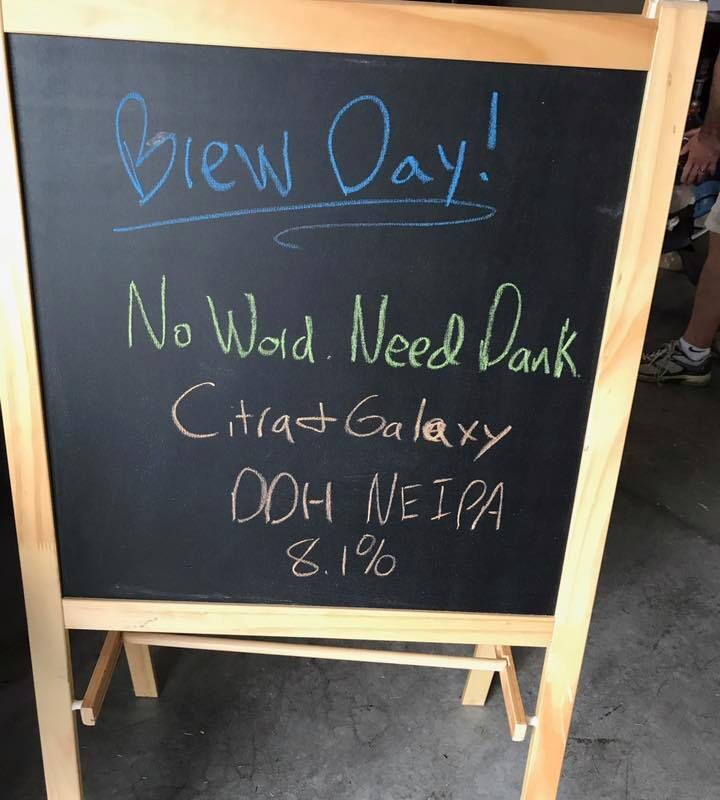 Brew Day!
No Word. Need Dank
Citra + Galaxy
DDH NEIPA
8.1%